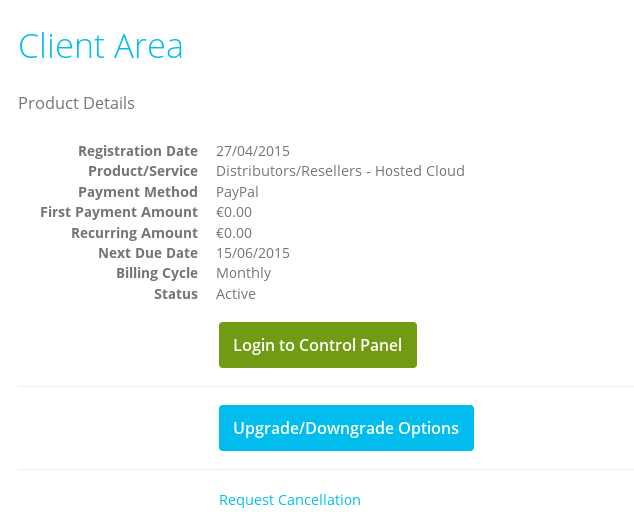 Client Area
Product Details
Registration Date 27/04/2015
Product/Service Distributors/Resellers - Hosted Cloud
Payment Method PayPal
First Payment Amount €0.00
Recurring Amount €0.00
Next Due Date 15/06/2015
Billing Cycle Monthly
Status Active
Login to Control Panel
Upgrade/Downgrade Options
Request Cancellation